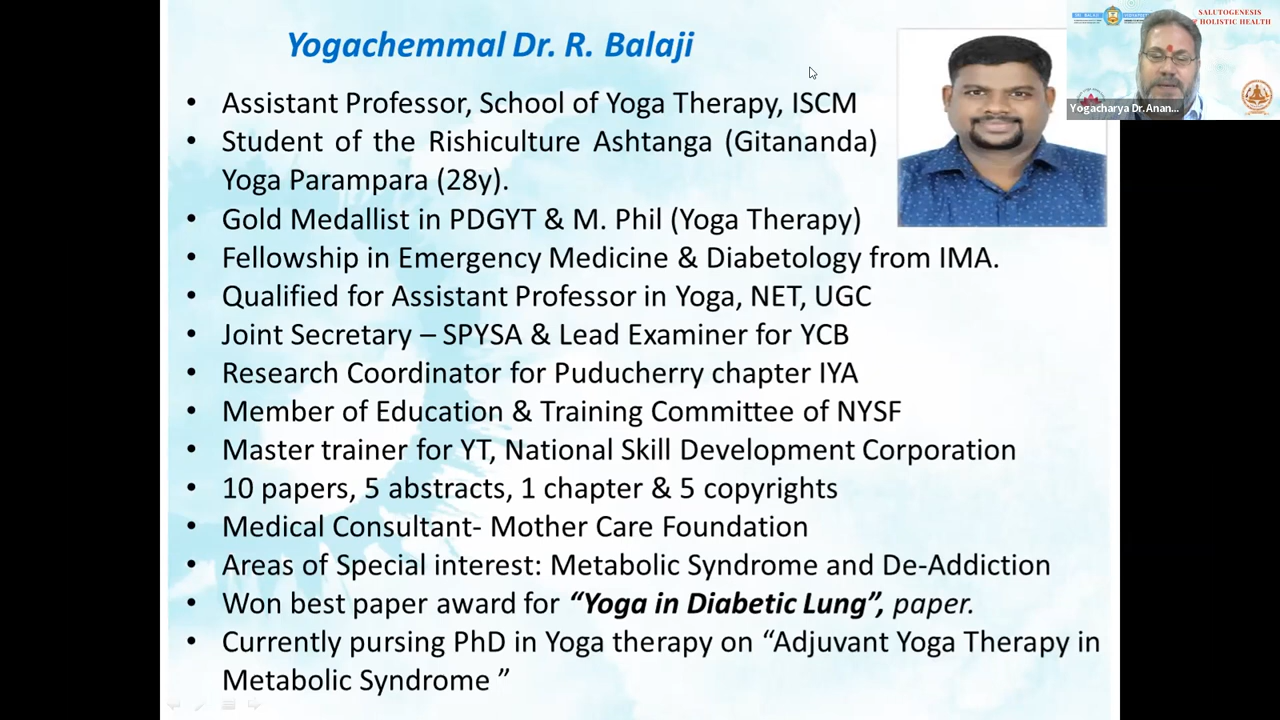 Yogachemmal Dr. R. Balaji
• Assistant Professor, School of Yoga Therapy, ISCM
• Student of the Rishiculture Ashtanga (Gitananda)
Yoga Parampara (28y).
• Gold Medallist in PDGYT & M. Phil (Yoga Therapy)
• Fellowship in Emergency Medicine & Diabetology from IMA.
• Qualified for Assistant Professor in Yoga, NET, UGC
• Joint Secretary – SPYSA & Lead Examiner for YCB
• Research Coordinator for Puducherry chapter IYA
• Member of Education & Training Committee of NYSF
• Master trainer for YT, National Skill Development Corporation
• 10 papers, 5 abstracts, 1 chapter & 5 copyrights
• Medical Consultant- Mother Care Foundation
• Areas of Special interest: Metabolic Syndrome and De-Addiction
• Won best paper award for “Yoga in Diabetic Lung”, paper.
• Currently pursing PhD in Yoga therapy on “Adjuvant Yoga Therapy in
Metabolic Syndrome ”
SRI BALAJI
SALUTOGENESIS
HOLISTIC HEALTH
Yogacharya Dr.Anan...